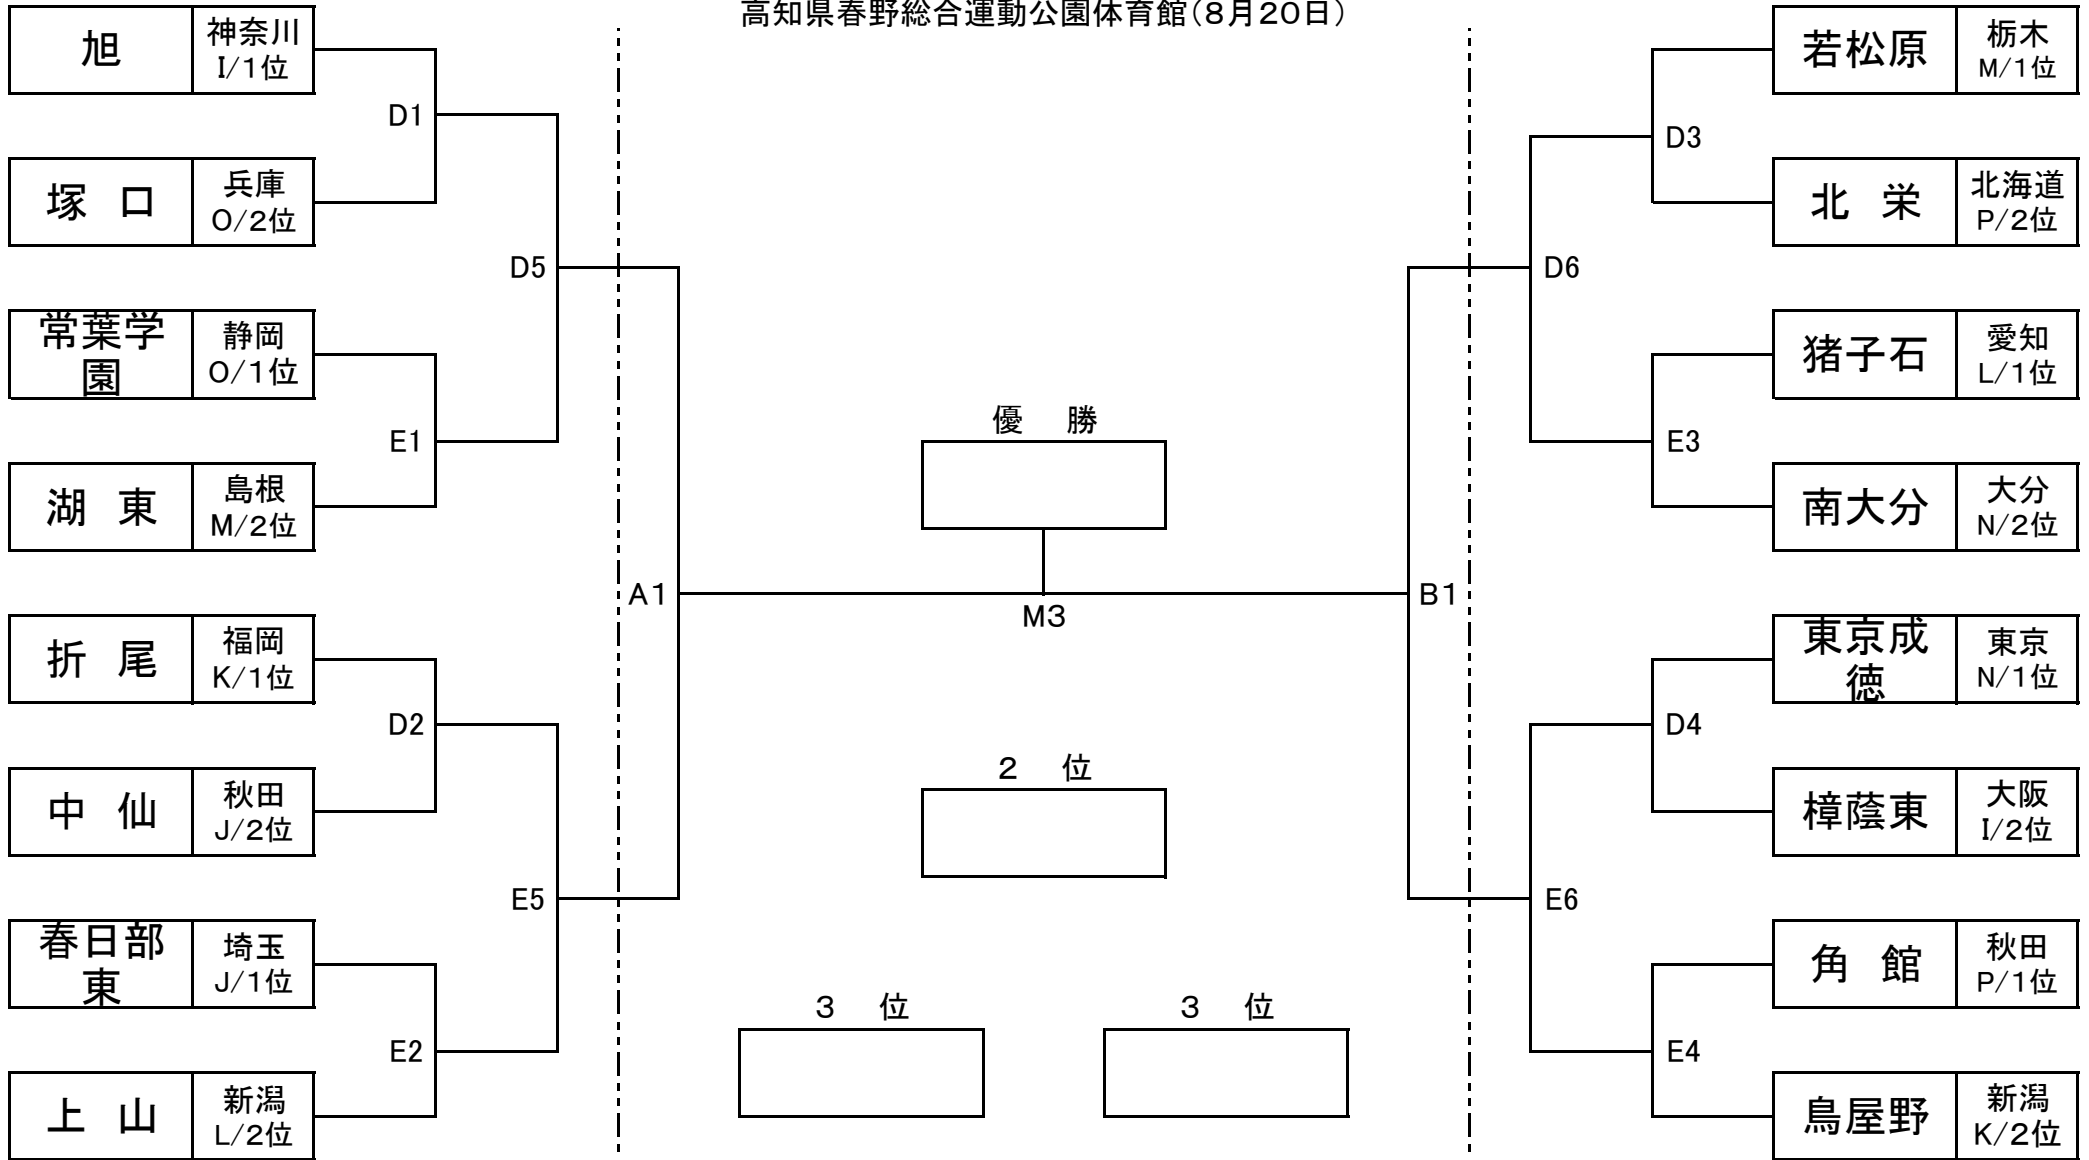 高知県春野総合運動公園体育館(8月20日)
旭
神奈川
I/1位
D1
塚 口
兵庫
O/2位
D5
常葉学
園
静岡
O/1位
E1
湖 東
島根
M/2位
A1
折 尾
福岡
K/1位
D2
中 仙
秋田
J/2位
E5
春日部
東
埼玉
J/1位
E2
上 山
新潟
L/2位
優 勝
M3
2 位
3 位
3 位
若松原
栃木
M/1位
D3
北 栄
北海道
P/2位
D6
猪子石
愛知
L/1位
E3
南大分
大分
N/2位
B1
東京成
徳
東京
N/1位
D4
樟蔭東
大阪
I/2位
E6
角 館
秋田
P/1位
E4
鳥屋野
新潟
K/2位